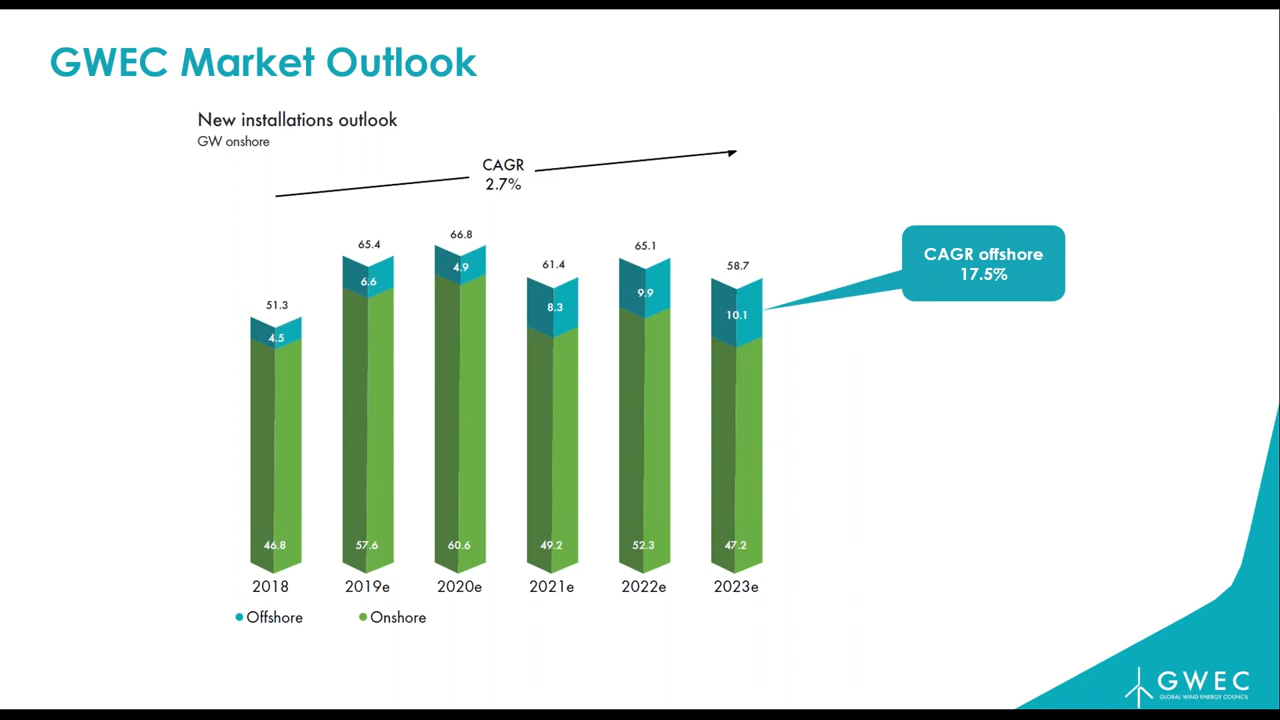 GWEC Market Outlook
New installations outlook
GW onshore
CAGR
2.7%
51.3
65.4
66.8
61.4
65.1
58.7
CAGR offshore
17.5%
4.5
6.6
4.9
8.3
9.9
10.1
46.8
57.6
60.6
49.2
52.3
47.2
2018
2019e
2020e
2021e
2022e
2023e
Offshore
Onshore
GWEC
GLOBAL WIND ENERGY COUNCIL